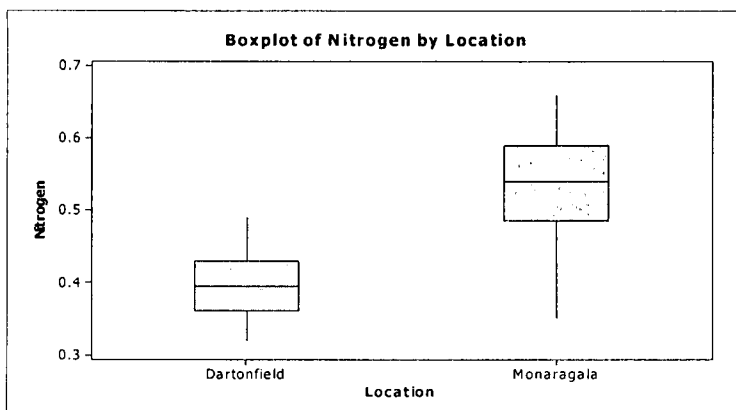 Boxplot of Nitrogen by Location
0.7
0.6
0.5
0.4
0.3
Nitrogen
Dartonfield Monaragala
Location